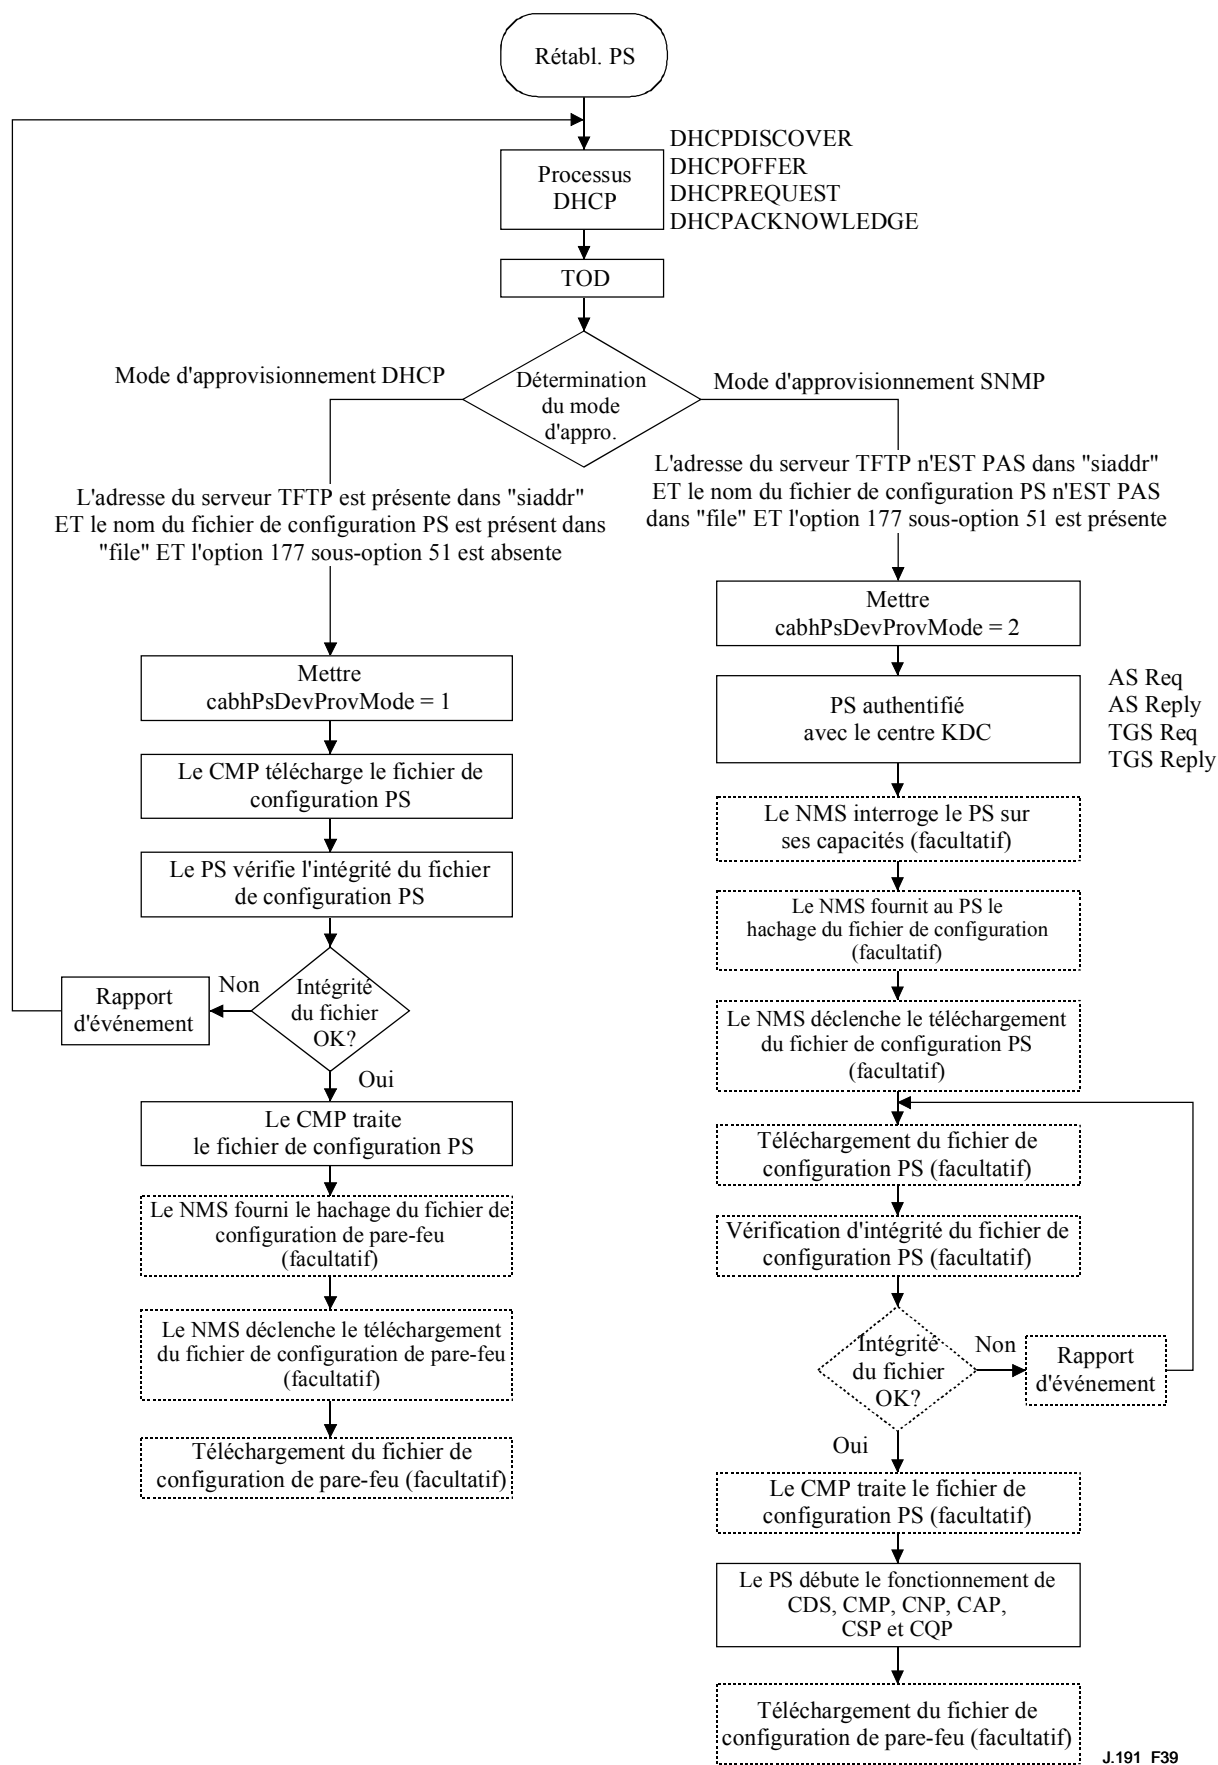 Rétabl. PS
Processus
DHCP
DHCPDISCOVER
DHCPOFFER
DHCPREQUEST
DHCPACKNOWLEDGE
TOD
Détermination
du mode
d'appro.
Mode d'approvisionnement DHCP
L'adresse du serveur TFTP est présente dans "siaddr"
ET le nom du fichier de configuration PS est présent dans
"file" ET l'option 177 sous-option 51 est absente
Mettre
cabhPsDevProvMode = 1
Le CMP télécharge le fichier de
configuration PS
Le PS vérifie l'intégrité du fichier
de configuration PS
Intégrité
du fichier
OK?
Non
Rapport
d'événement
Oui
Le CMP traite
le fichier de configuration PS
Le NMS fourni le hachage du fichier de
configuration de pare-feu
(facultatif)
Le NMS déclenche le téléchargement
du fichier de configuration de pare-feu
(facultatif)
Téléchargement du fichier de
configuration de pare-feu (facultatif)
Mode d'approvisionnement SNMP
L'adresse du serveur TFTP n'EST PAS dans "siaddr"
ET le nom du fichier de configuration PS n'EST PAS
dans "file" ET l'option 177 sous-option 51 est présente
Mettre
cabhPsDevProvMode = 2
PS authentifié
avec le centre KDC
AS Req
AS Reply
TGS Req
TGS Reply
Le NMS interroge le PS sur
ses capacités (facultatif)
Le NMS fournit au PS le
hachage du fichier de configuration
(facultatif)
Le NMS déclenche le téléchargement
du fichier de configuration PS
(facultatif)
Téléchargement du fichier de
configuration PS (facultatif)
Vérification d'intégrité du fichier de
configuration PS (facultatif)
Intégrité
du fichier
OK?
Non
Rapport
d'événement
Oui
Le CMP traite le fichier de
configuration PS (facultatif)
Le PS débute le fonctionnement de
CDS, CMP, CNP, CAP,
CSP et CQP
Téléchargement du fichier de
configuration de pare-feu (facultatif)
J.191_F39